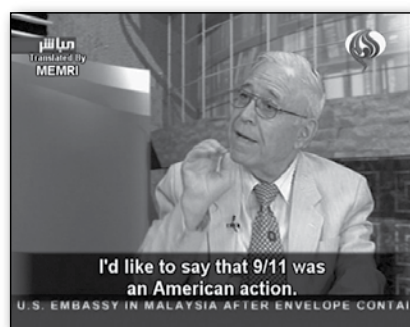 مباشر
Translated By
MEMRI
I'd like to say that 9/11 was
an American action.
U.S. EMBASSY IN MALAYSIA AFTER ENVELOPE CONTAI